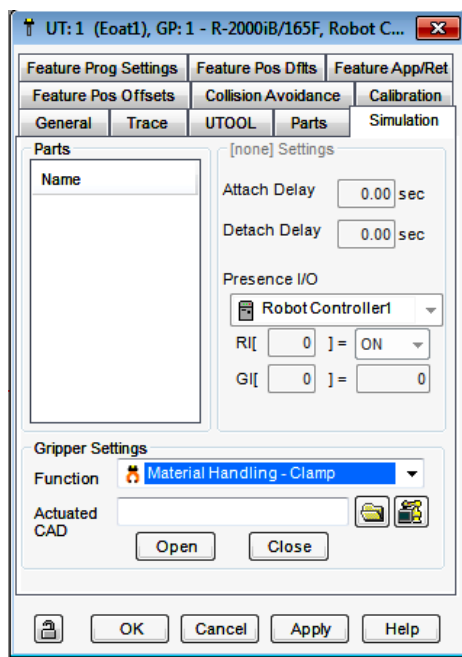 UT: 1 (Eoat1), GP: 1 - R-2000iB/165F, Robot C...
Feature Prog Settings Feature Pos Dflts Feature App/Ret
Feature Pos Offsets Collision Avoidance Calibration
General Trace UTOOL Parts Simulation
Parts
Name
[none] Settings
Attach Delay 0.00 sec
Detach Delay 0.00 sec
Presence I/O
Robot Controller1
RI[ 0 ]= ON
GI[ 0 ]= 0
Gripper Settings
Function Material Handling - Clamp
Actuated
CAD
Open Close
OK Cancel Apply Help